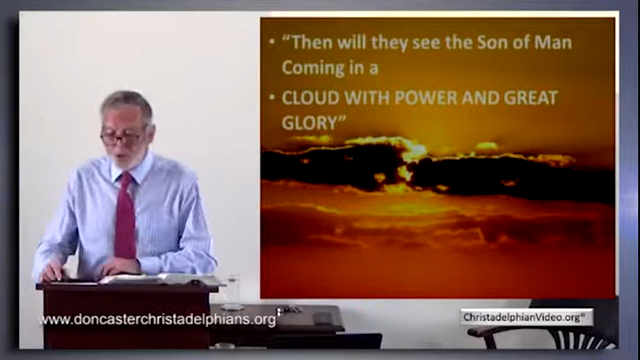 • "Then will they see the Son of Man
Coming in a
• CLOUD WITH POWER AND GREAT
GLORY"
www.doncasterchristadelphians.org
ChristadelphianVideo.org®